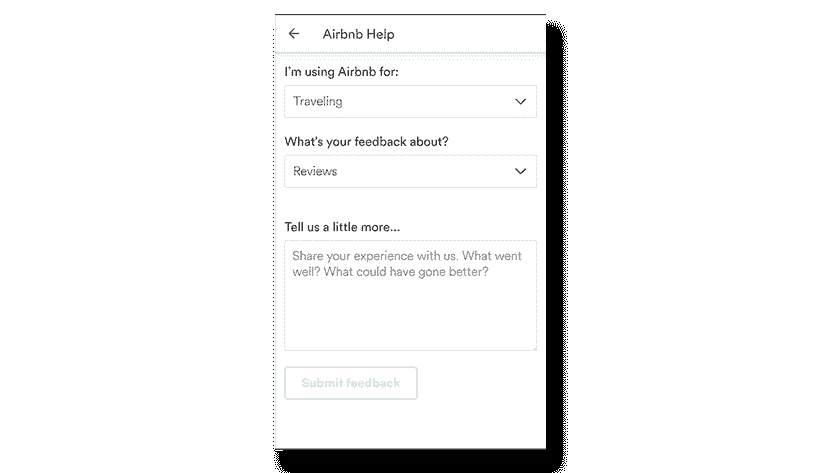 Airbnb Help
I'm using Airbnb for:
Traveling
What's your feedback about?
Reviews
Tell us a little more...
Share your experience with us. What went
well? What could have gone better?
Submit feedback